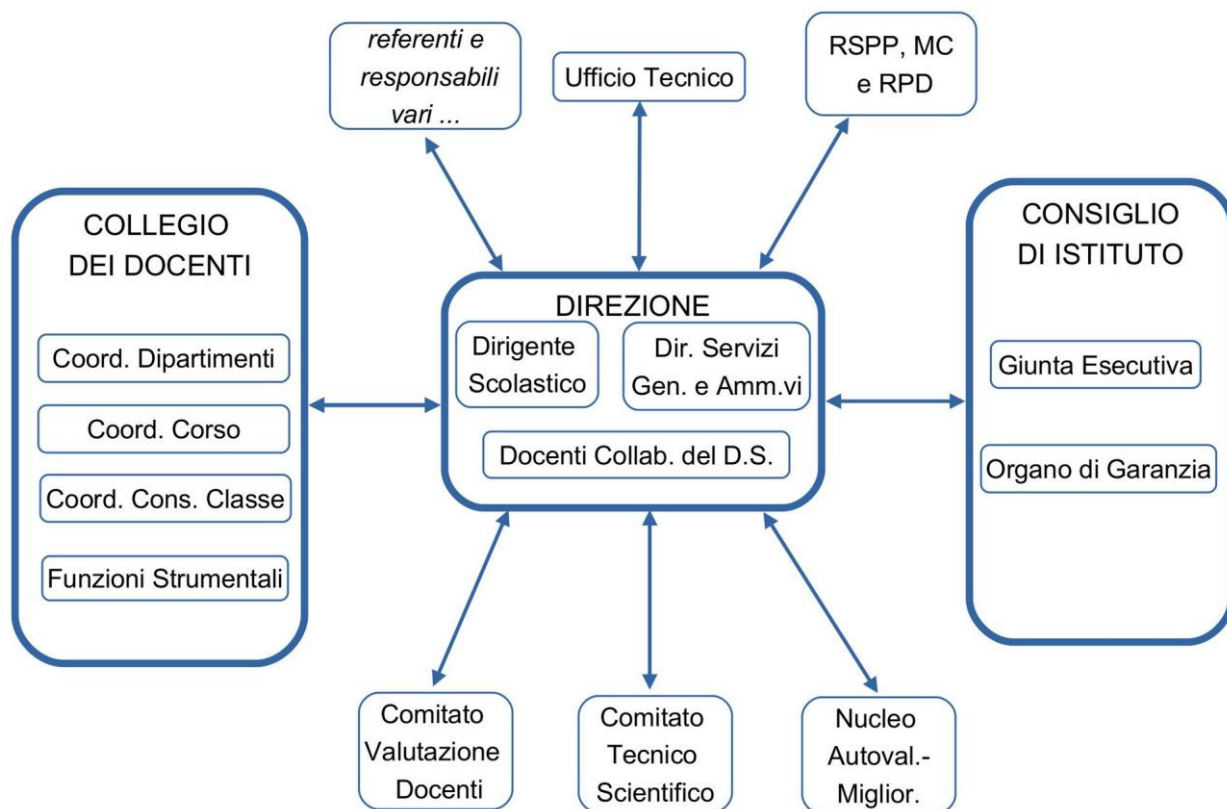 referenti e
responsabili
vari ...
Ufficio Tecnico
RSPP, MC
e RPD
COLLEGIO
DEI DOCENTI
Coord. Dipartimenti
Coord. Corso
Coord. Cons. Classe
Funzioni Strumentali
DIREZIONE
Dirigente
Scolastico
Dir. Servizi
Gen. e Amm.vi
Docenti Collab. del D.S.
CONSIGLIO
DI ISTITUTO
Giunta Esecutiva
Organo di Garanzia
Comitato
Valutazione
Docenti
Comitato
Tecnico
Scientifico
Nucleo
Autoval.-
Miglior.